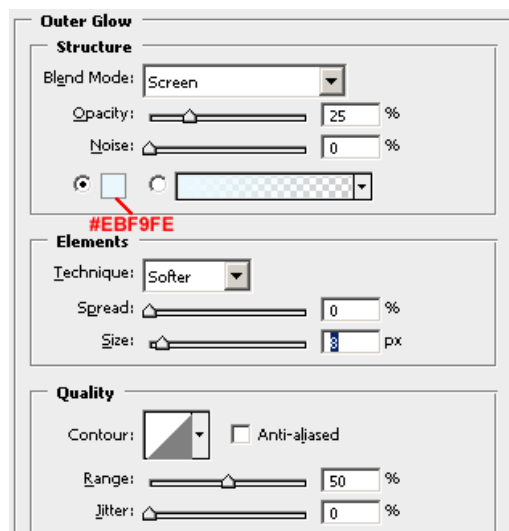 Outer Glow
Structure
Blend Mode: Screen
Opacity: 25 %
Noise: 0 %
#EBF9FE
Elements
Technique: Softer
Spread: 0 %
Size: 8 px
Quality
Contour: Anti-aliased
Range: 50 %
Jitter: 0 %